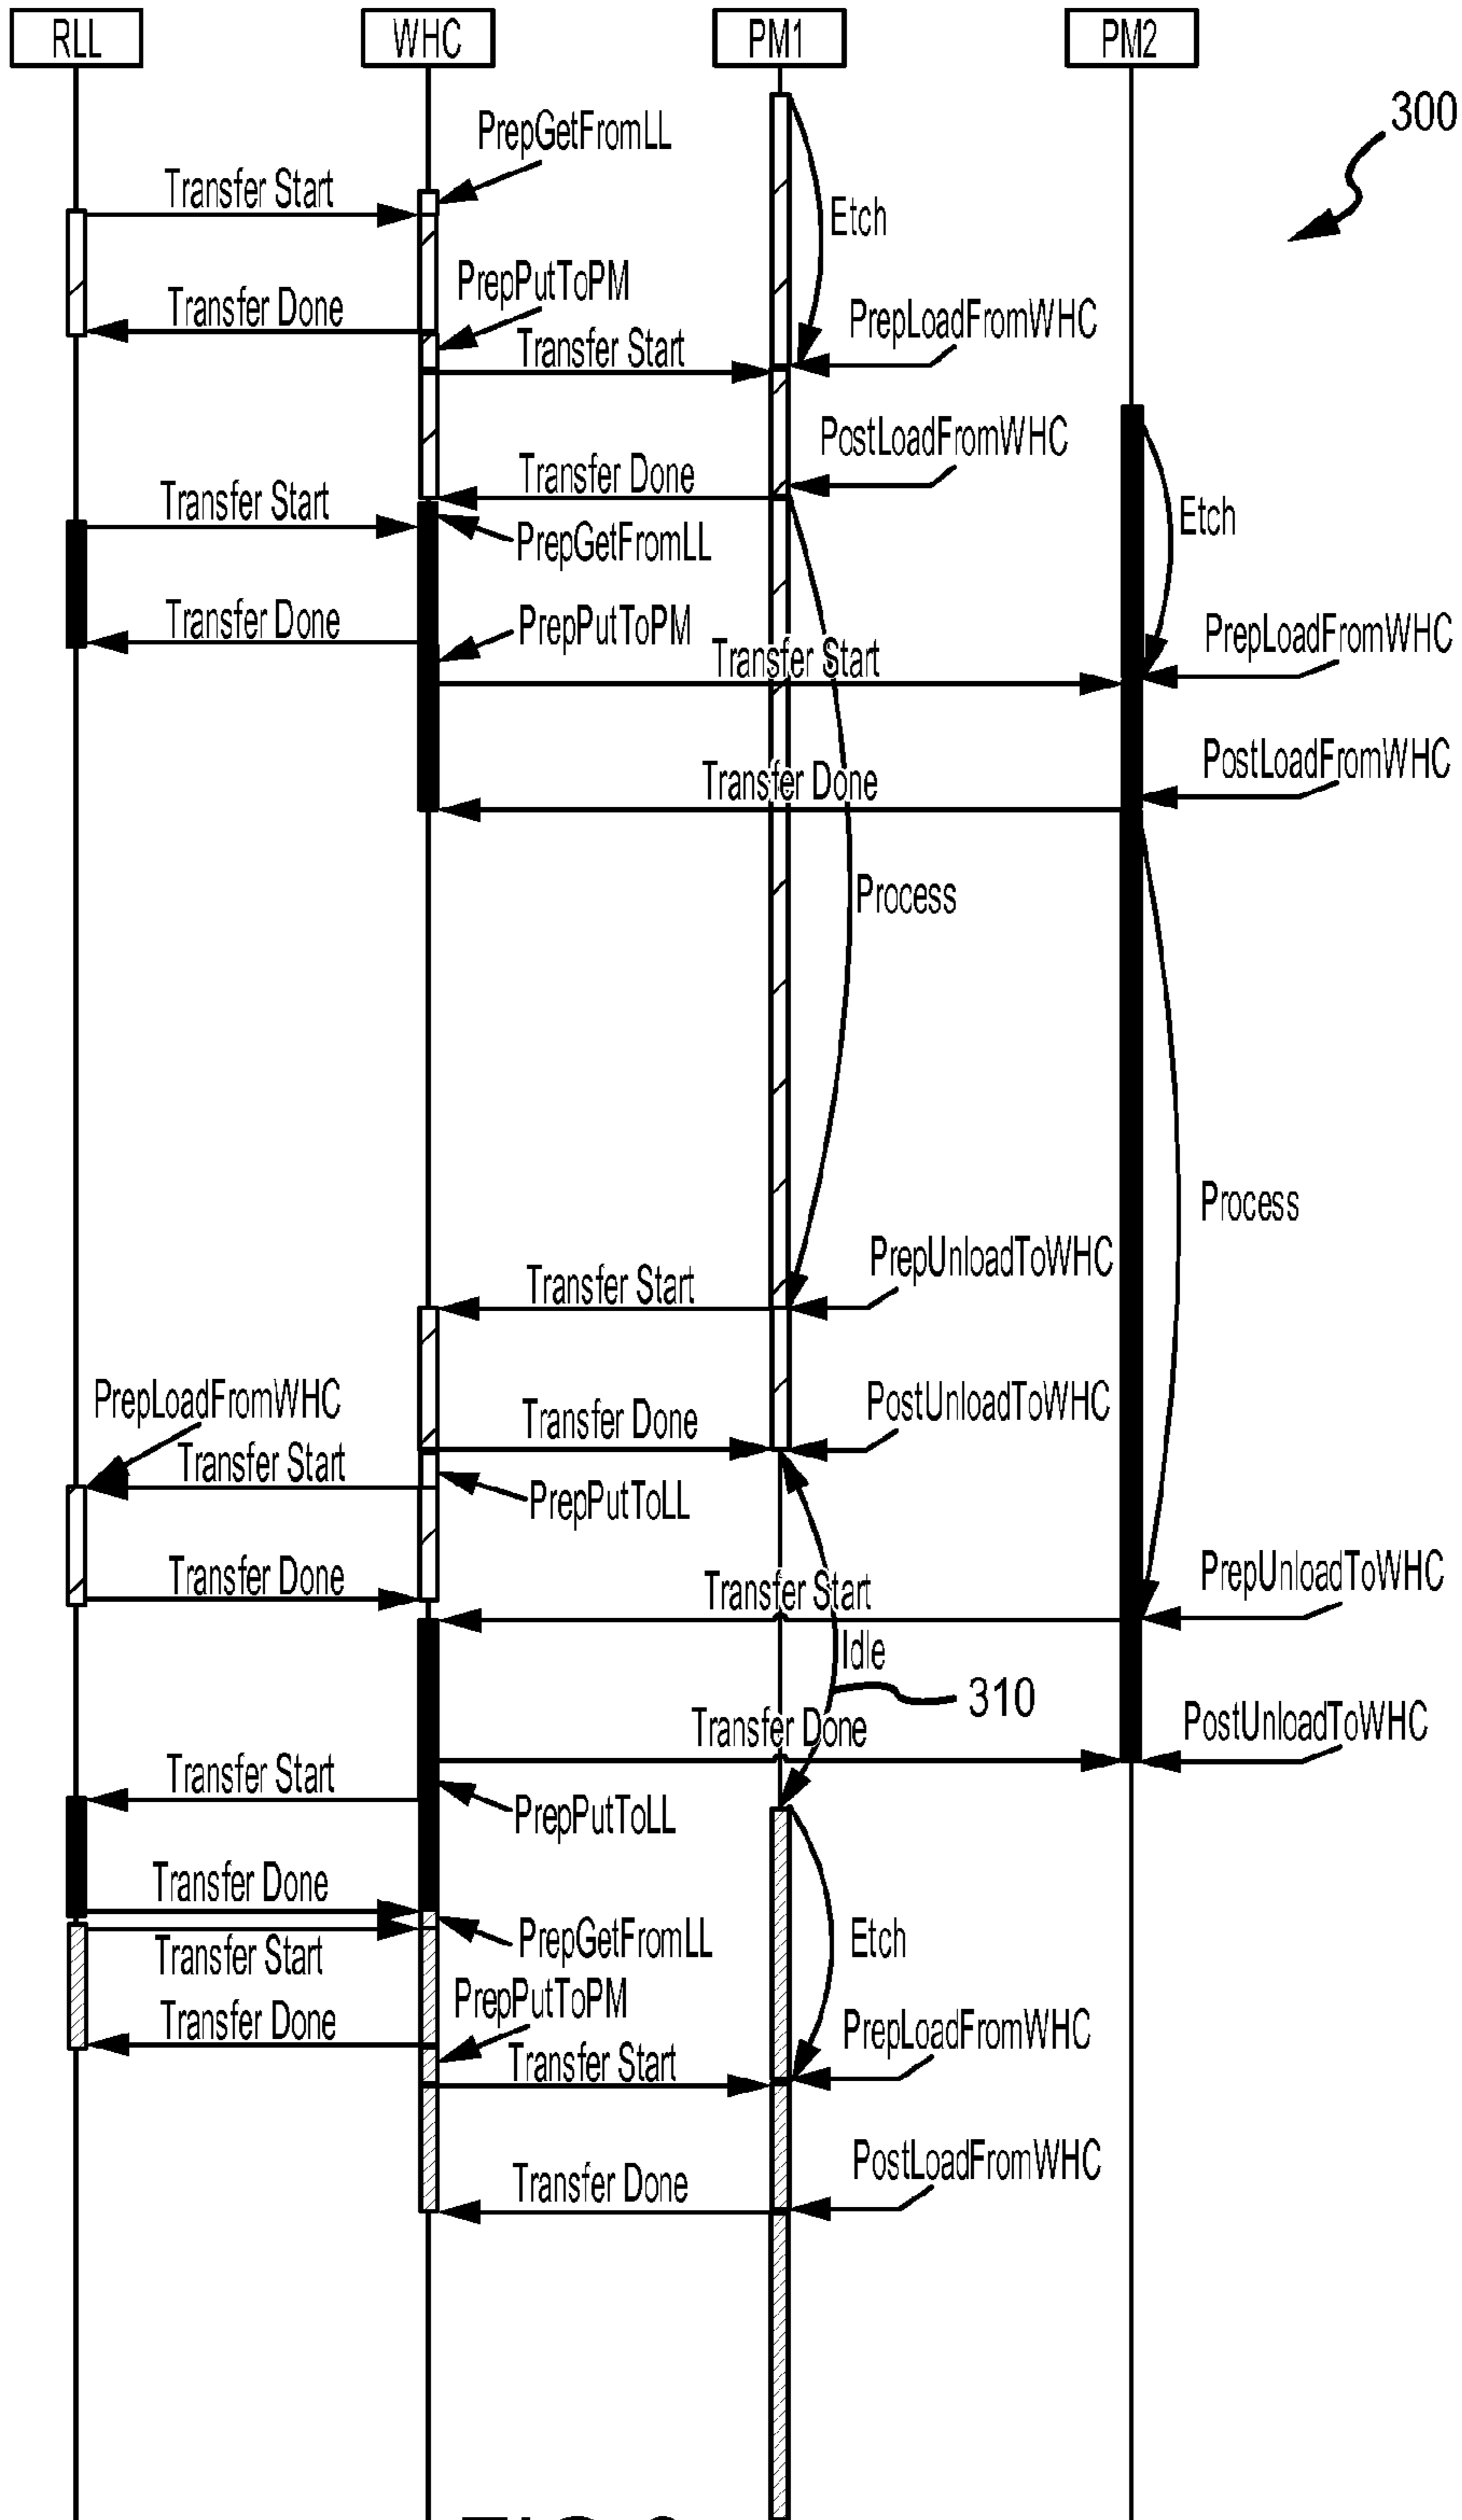 RLL WHC PM1 PM2
300
PrepGetFromLL
Transfer Start
Etch
PrepPutToPM
Transfer Done
PrepLoadFromWHC
Transfer Start
PostLoadFromWHC
Transfer Done
Transfer Start
Etch
PrepGetFromLL
Transfer Done
PrepPutToPM
PrepLoadFromWHC
Transfer Start
PostLoadFromWHC
Transfer Done
Process
Process
PrepUnloadToWHC
Transfer Start
PrepLoadFromWHC
PostUnloadToWHC
Transfer Done
Transfer Start
PrepPutToLL
Transfer Done
PrepUnloadToWHC
Transfer Start
Idle
310
PostUnloadToWHC
Transfer Done
Transfer Start
PrepPutToLL
Transfer Done
PrepGetFromLL
Etch
Transfer Start
PrepPutToPM
Transfer Done
PrepLoadFromWHC
Transfer Start
PostLoadFromWHC
Transfer Done